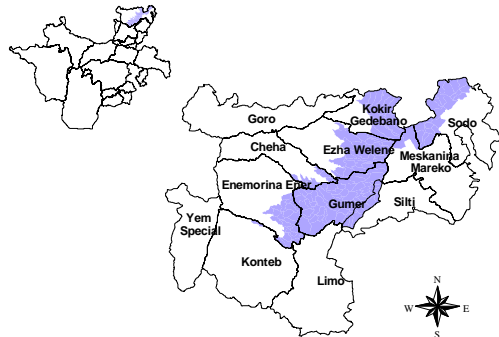 Kokir
Gedebano
Goro
Sodo
Cheha
Ezha Welene
Meskanina
Mareko
Enemorina Ener
Gumer
Silti
Yem
Special
Konteb
Limo
N
W E
S